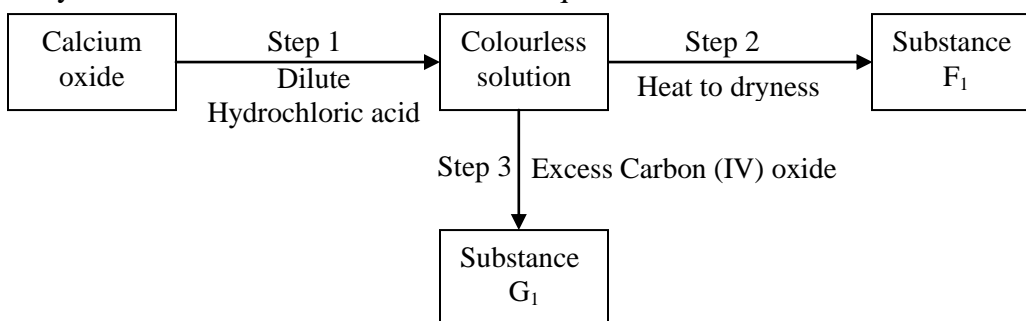 Calcium
oxide
Step 1
Dilute
Hydrochloric acid
Colourless
solution
Step 2
Heat to dryness
Substance
F₁
Step 3
Excess Carbon (IV) oxide
Substance
G₁